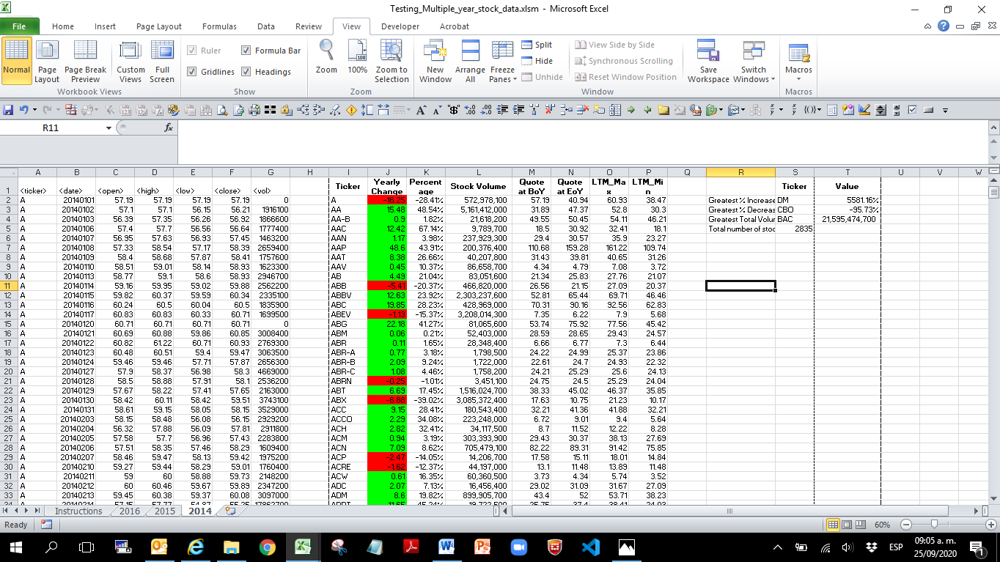 Testing_Multiple_year_stock_data.xlsm - Microsoft Excel
File Home Insert Page Layout Formulas Data Review View Developer Acrobat
Normal Page Layout Page Break Preview Custom Views Full Screen
Ruler Formula Bar
Gridlines Headings
Zoom 100% Zoom to Selection
New Window Arrange All Freeze Panes Split Hide Unhide
View Side by Side
Synchronous Scrolling
Reset Window Position
Save Workspace Switch Windows Macros
Workbook Views Show Zoom Window Macros
R11 fx
A B C D E F G H I J K L M N O P Q R S T U V W
1 <ticker> <date> <open> <high> <low> <close> <vol> Ticker Yearly Change Percentage Stock Volume Quote at BoY Quote at EoY LTM_Max LTM_Min Ticker Value
2 A 20140101 57.19 57.19 57.19 57.19 0 A -16.25 -28.41% 572,978,100 57.19 40.94 60.93 38.47 Greatest % Increase DM 5581.16%
3 A 20140102 57.1 57.1 56.15 56.21 1916100 AA 15.48 48.54% 5,161,412,000 31.89 47.37 52.8 30.3 Greatest % Decreas CBO -95.73%
4 A 20140103 56.39 57.35 56.26 56.92 1866600 AA-B 0.9 1.82% 21,618,200 49.55 50.45 54.11 46.21 Greatest Total Volur BAC 21,595,474,700
5 A 20140106 57.4 57.7 56.56 56.64 1777400 AAC 12.42 67.14% 9,789,700 18.5 30.92 32.41 18.1 Total number of stoc 2835
6 A 20140107 56.95 57.63 56.93 57.45 1463200 AAN 1.17 3.98% 237,929,300 29.4 30.57 35.9 23.27
7 A 20140108 57.33 58.54 57.17 58.39 2659400 AAP 48.6 43.91% 200,376,400 110.68 159.28 161.22 109.74
8 A 20140109 58.4 58.68 57.87 58.41 1757600 AAT 8.38 26.66% 40,207,800 31.43 39.81 40.65 31.26
9 A 20140110 58.51 59.01 58.14 58.93 1623300 AAV 0.45 10.37% 86,658,700 4.34 4.79 7.08 3.72
10 A 20140113 58.77 59.1 58.6 58.93 2946700 AB 4.49 21.04% 83,051,600 21.34 25.83 27.76 21.07
11 A 20140114 59.16 59.95 59.02 59.88 2562200 ABB -5.41 -20.37% 466,820,000 26.56 21.15 27.09 20.37
12 A 20140115 59.82 60.37 59.59 60.34 2335100 ABBV 12.63 23.92% 2,303,237,600 52.81 65.44 69.71 46.46
13 A 20140116 60.24 60.5 60.04 60.5 1835900 ABC 19.85 28.23% 428,969,000 70.31 90.16 92.56 62.83
14 A 20140117 60.83 60.83 60.33 60.71 1699500 ABEV -1.13 -15.37% 3,208,014,300 7.35 6.22 7.9 5.68
15 A 20140120 60.71 60.71 60.71 60.71 0 ABG 22.18 41.27% 81,065,600 53.74 75.92 77.56 45.42
16 A 20140121 60.69 60.88 59.86 60.85 3008400 ABM 0.06 0.21% 52,403,000 28.59 28.65 29.43 24.57
17 A 20140122 60.82 61.22 60.71 60.93 2769300 ABR 0.11 1.65% 28,348,400 6.66 6.77 7.3 6.44
18 A 20140123 60.48 60.51 59.4 59.47 3063500 ABR-A 0.77 3.18% 1,798,500 24.22 24.99 25.37 23.86
19 A 20140124 59.46 59.46 57.71 57.87 2656300 ABR-B 2.09 9.24% 1,722,000 22.61 24.7 24.93 22.32
20 A 20140127 57.9 58.37 56.98 58.3 4669000 ABR-C 1.08 4.46% 1,758,200 24.21 25.29 25.6 24.13
21 A 20140128 58.5 58.88 57.91 58.1 2536200 ABRN -0.25 -1.01% 3,451,100 24.75 24.5 25.29 24.04
22 A 20140129 57.67 58.22 57.41 57.65 2163000 ABT 6.69 17.45% 1,516,024,700 38.33 45.02 46.37 35.85
23 A 20140130 58.42 60.11 58.42 59.51 3743100 ABX -6.88 -39.02% 3,085,372,400 17.63 10.75 21.23 10.17
24 A 20140131 58.61 59.15 58.05 58.15 3529000 ACC 9.15 28.41% 180,543,400 32.21 41.36 41.88 32.21
25 A 20140203 58.15 58.48 56.08 56.15 2929200 ACCO 2.29 34.08% 223,248,000 6.72 9.01 9.4 5.64
26 A 20140204 56.32 57.88 56.09 57.81 2911800 ACH 2.82 32.41% 34,117,500 8.7 11.52 12.22 8.28
27 A 20140205 57.58 57.7 56.96 57.43 2283800 ACM 0.94 3.19% 303,393,900 29.43 30.37 38.13 27.69
28 A 20140206 57.51 58.35 57.46 58.29 1609400 ACN 7.09 8.62% 705,479,100 82.22 89.31 91.42 75.85
29 A 20140207 58.46 59.47 58.13 59.42 1975200 ACP -2.47 -14.05% 14,206,700 17.58 15.11 18.01 14.84
30 A 20140210 59.27 59.44 58.29 59.01 1760400 ACRE -1.62 -12.37% 44,197,000 13.1 11.48 13.89 11.48
31 A 20140211 59 60 58.88 59.73 2148200 ACW 0.61 16.35% 60,360,500 3.73 4.34 5.74 3.52
32 A 20140212 60 60.46 59.67 59.89 2347200 ADC 2.07 7.13% 16,456,400 29.02 31.09 31.67 27.09
33 A 20140213 59.45 60.38 59.37 60.08 3097000 ADM 8.6 19.82% 899,905,700 43.4 52 53.71 38.23
Instructions 2016 2015 2014
Ready 60%
ESP 09:05 a. m.
25/09/2020
1